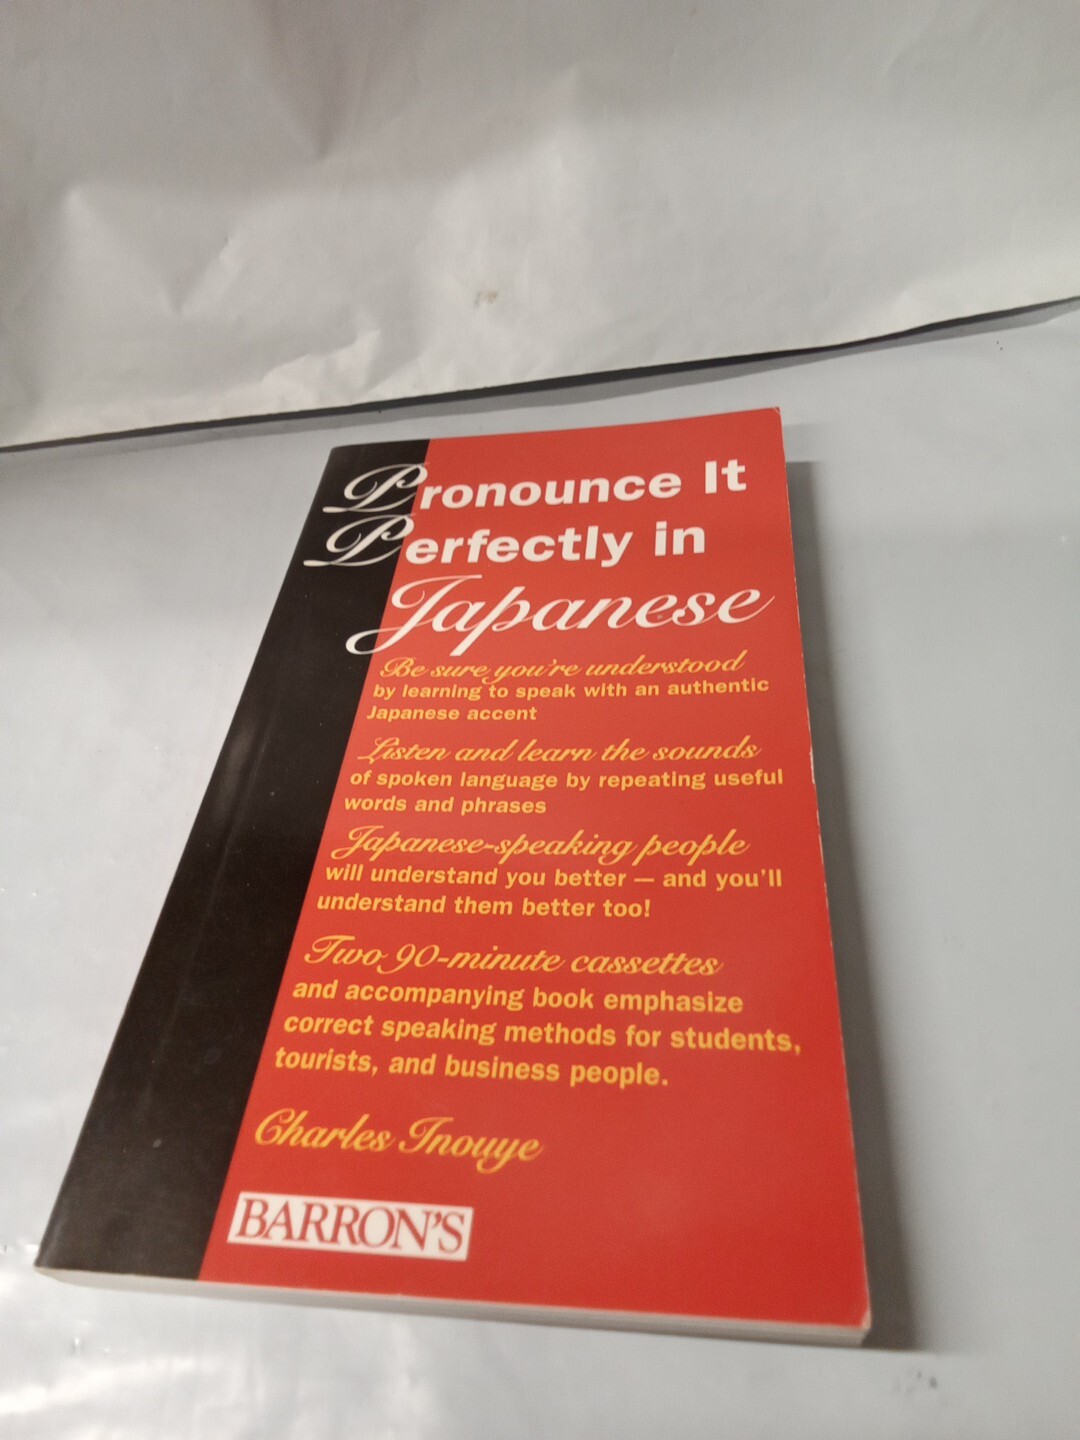 Pronounce It
Perfectly in
Japanese
Be sure you're understood
by learning to speak with an authentic
Japanese accent
Listen and learn the sounds
of spoken language by repeating useful
words and phrases
Japanese-speaking people
will understand you better — and you'll
understand them better too!
Two 90-minute cassettes
and accompanying book emphasize
correct speaking methods for students,
tourists, and business people.
Charles Inouye
BARRON'S